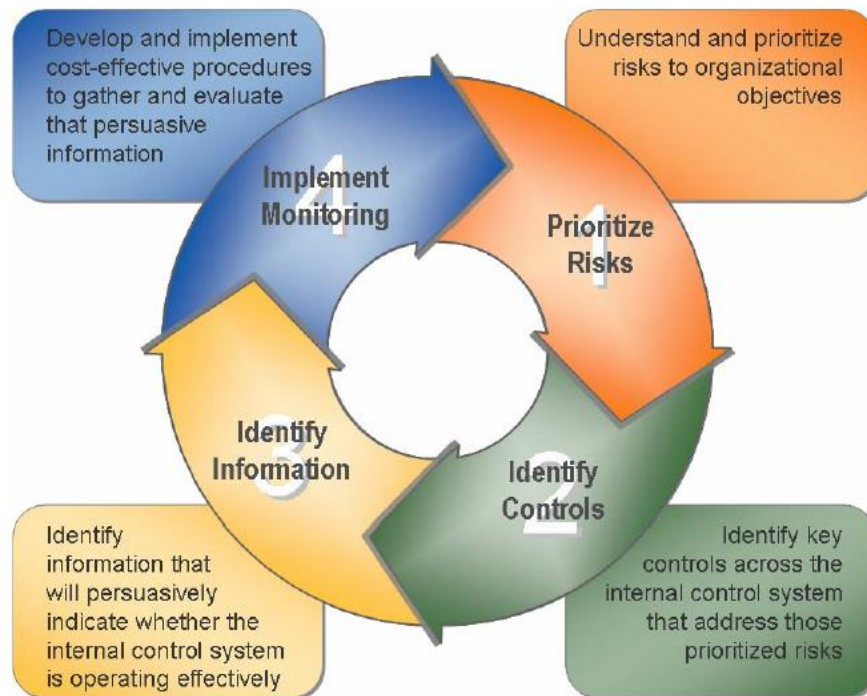 Develop and implement
cost-effective procedures
to gather and evaluate
that persuasive
information
Understand and prioritize
risks to organizational
objectives
4
Implement
Monitoring
1
Prioritize
Risks
3
Identify
Information
2
Identify
Controls
Identify
information that
will persuasively
indicate whether the
internal control system
is operating effectively
Identify key
controls across the
internal control system
that address those
prioritized risks